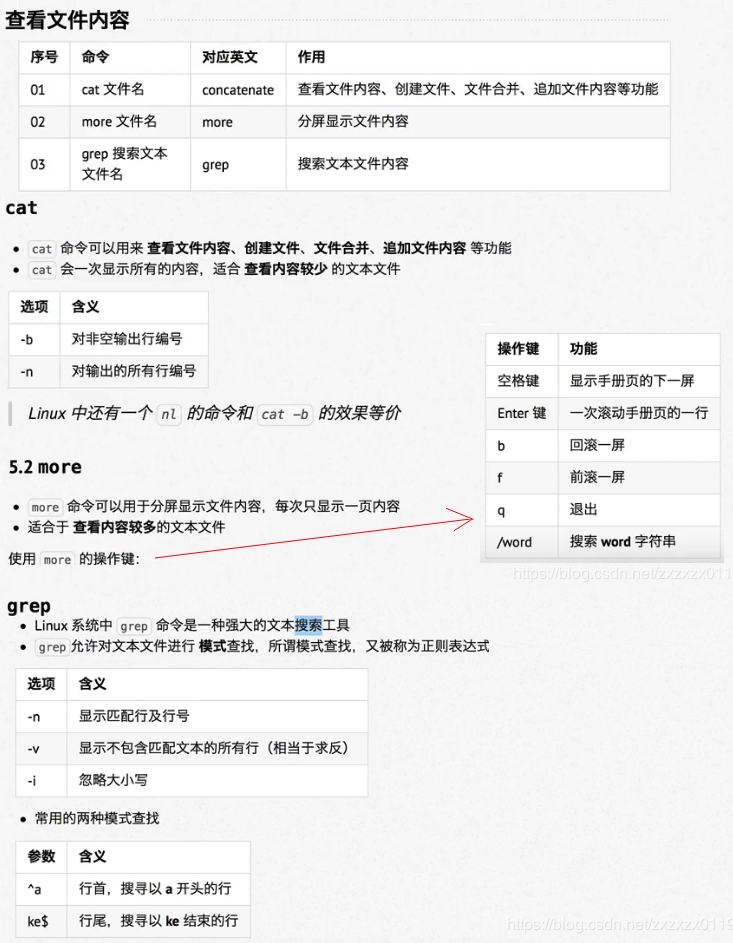 查看文件内容
序号 命令 对应英文 作用
01 cat 文件名 concatenate 查看文件内容、创建文件、文件合并、追加文件内容等功能
02 more 文件名 more 分屏显示文件内容
03 grep 搜索文本 文件名 grep 搜索文本文件内容
cat
cat 命令可以用来 查看文件内容、创建文件、文件合并、追加文件内容 等功能
cat 会一次显示所有的内容，适合 查看内容较少 的文本文件
选项 含义
-b 对非空输出行编号
-n 对输出的所有行编号
Linux 中还有一个 nl 的命令和 cat -b 的效果等价
5.2 more
more 命令可以用于分屏显示文件内容，每次只显示一页内容
适合于 查看内容较多的文本文件
使用 more 的操作键：
操作键 功能
空格键 显示手册页的下一屏
Enter 键 一次滚动手册页的一行
b 回滚一屏
f 前滚一屏
q 退出
/word 搜索 word 字符串
https://blog.csdn.net/zxzxzx011
grep
Linux 系统中 grep 命令是一种强大的文本搜索工具
grep允许对文本文件进行 模式查找，所谓模式查找，又被称为正则表达式
选项 含义
-n 显示匹配行及行号
-v 显示不包含匹配文本的所有行（相当于求反）
-i 忽略大小写
常用的两种模式查找
参数 含义
^a 行首，搜寻以 a 开头的行
ke$ 行尾，搜寻以 ke 结束的行
https://blog.csdn.net/zxzxzx0119